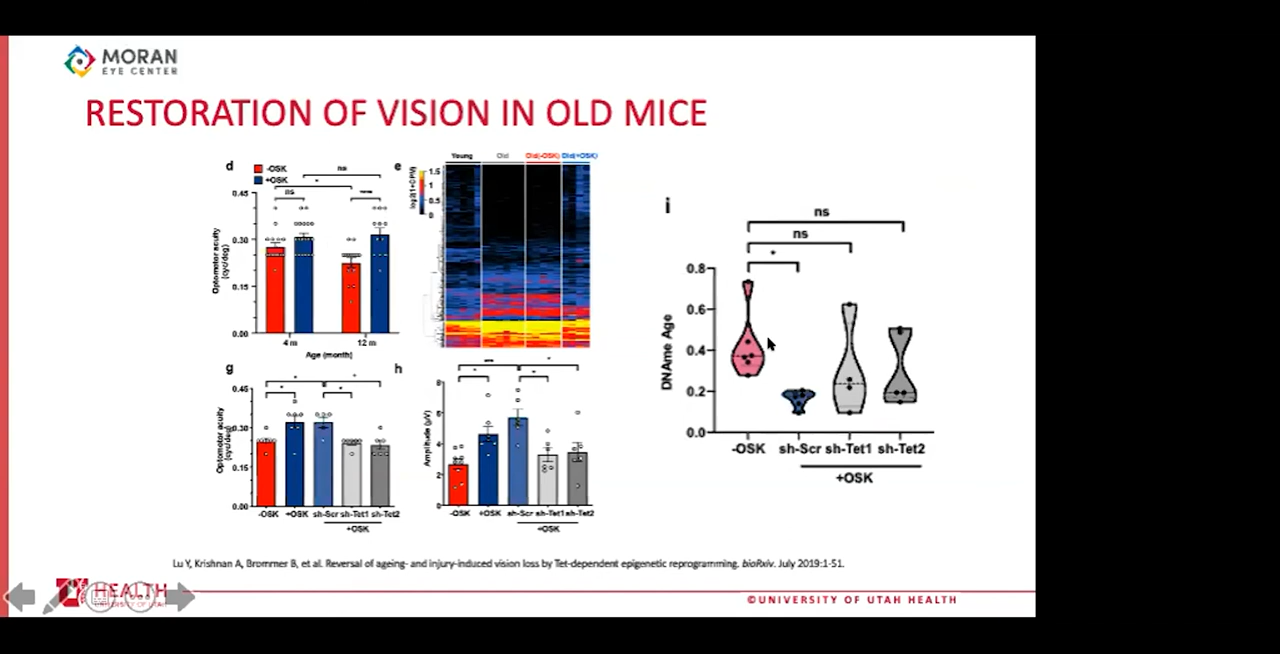 MORAN
EYE CENTER
RESTORATION OF VISION IN OLD MICE
d
-OSK
+OSK
ns
*
ns
0.45
0.30
0.15
0.00
Optomotor acuity
(cyc/deg)
4 m
12 m
Age (month)
e
Young
Old
Old(-OSK)
Old(+OSK)
log2(1+CPM)
1.5
1
0.5
0
g
*
*
*
*
0.45
0.30
0.15
0.00
Optomotor acuity
(cyc/deg)
-OSK
+OSK
sh-Scr
sh-Tet1
sh-Tet2
+OSK
h
*
*
*
8
6
4
2
0
Amplitude (μV)
-OSK
+OSK
sh-Scr
sh-Tet1
sh-Tet2
+OSK
i
ns
ns
*
0.8
0.6
0.4
0.2
0.0
DNAme Age
-OSK
sh-Scr
sh-Tet1
sh-Tet2
+OSK
Lu Y, Krishnan A, Brommer B, et al. Reversal of ageing- and injury-induced vision loss by Tet-dependent epigenetic reprogramming. bioRxiv. July 2019:1-51.
HEALTH
UNIVERSITY OF UTAH
©UNIVERSITY OF UTAH HEALTH